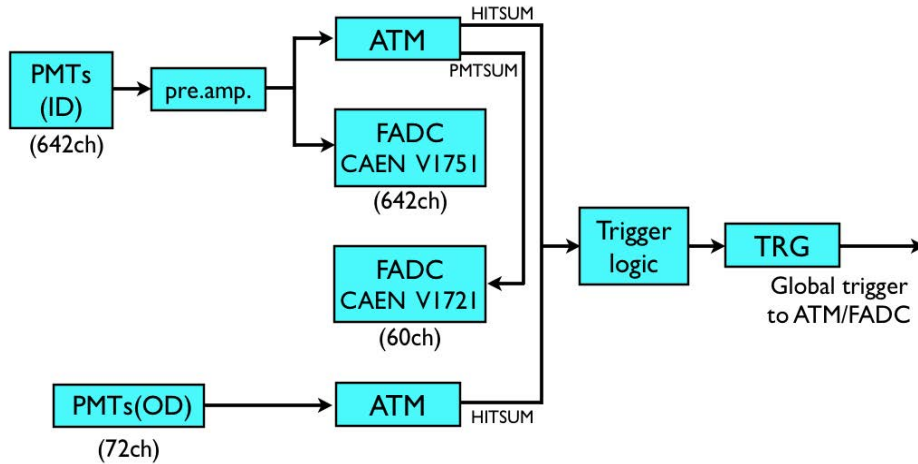 PMTs
(ID)
(642ch)
pre.amp.
ATM
HITSUM
PMTSUM
FADC
CAEN V1751
(642ch)
FADC
CAEN V1721
(60ch)
Trigger
logic
TRG
Global trigger
to ATM/FADC
PMTs(OD)
(72ch)
ATM
HITSUM